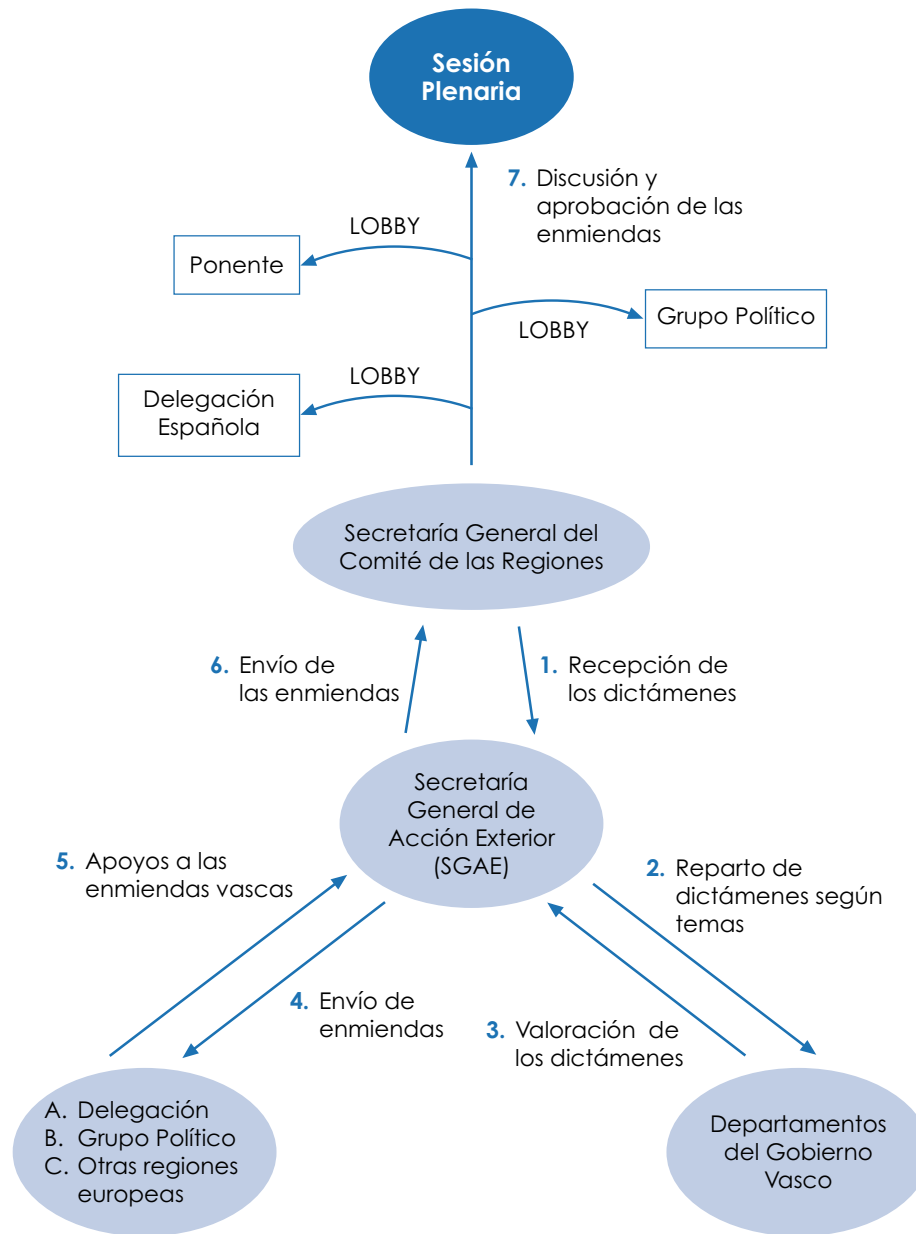 Sesión
Plenaria
7. Discusión y
aprobación de las
enmiendas
LOBBY
Ponente
Grupo Político
LOBBY
LOBBY
Delegación
Española
Secretaría General del
Comité de las Regiones
6. Envío de
las enmiendas
1. Recepción de
los dictámenes
Secretaría
General de
Acción Exterior
(SGAE)
5. Apoyos a las
enmiendas vascas
2. Reparto de
dictámenes según
temas
4. Envío de
enmiendas
3. Valoración de
los dictámenes
A. Delegación
B. Grupo Político
C. Otras regiones
europeas
Departamentos
del Gobierno
Vasco